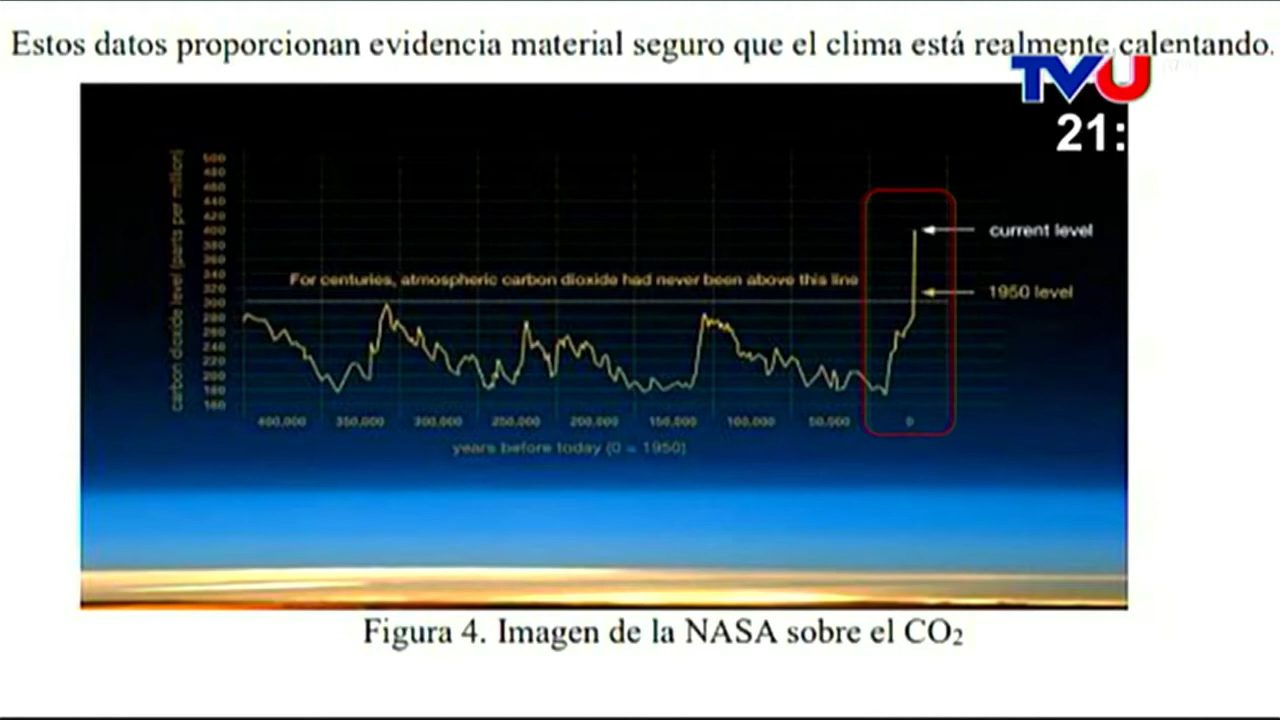 Estos datos proporcionan evidencia material seguro que el clima está realmente calentando.
TVU
21:
carbon dioxide level (parts per million)
500
480
460
440
420
400
380
360
340
320
300
280
260
240
220
200
180
160
For centuries, atmospheric carbon dioxide had never been above this line
current level
1950 level
400,000 350,000 300,000 250,000 200,000 150,000 100,000 50,000 0
years before today (0 = 1950)
Figura 4. Imagen de la NASA sobre el CO₂